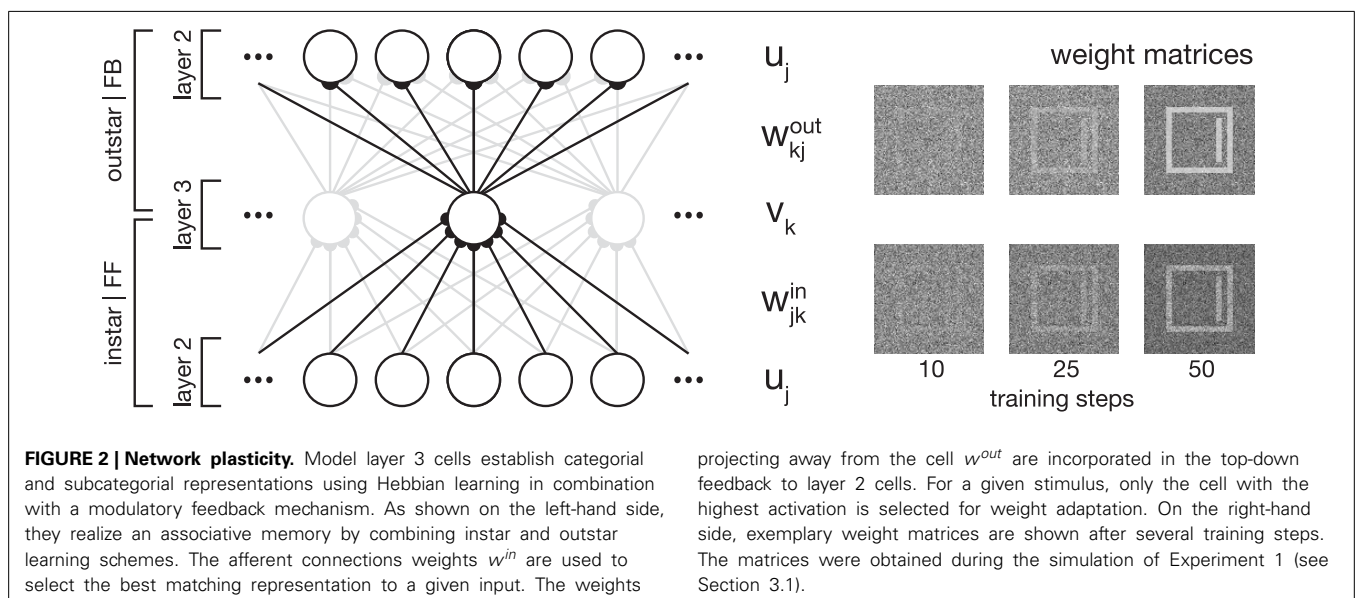 outstar | FB
instar | FF
layer 2
layer 3
layer 2
...
...
u_j
w_kj^out
...
...
v_k
w_jk^in
...
...
u_j
weight matrices
10 25 50
training steps
FIGURE 2 | Network plasticity. Model layer 3 cells establish categorial
and subcategorial representations using Hebbian learning in combination
with a modulatory feedback mechanism. As shown on the left-hand side,
they realize an associative memory by combining instar and outstar
learning schemes. The afferent connections weights w^in are used to
select the best matching representation to a given input. The weights
projecting away from the cell w^out are incorporated in the top-down
feedback to layer 2 cells. For a given stimulus, only the cell with the
highest activation is selected for weight adaptation. On the right-hand
side, exemplary weight matrices are shown after several training steps.
The matrices were obtained during the simulation of Experiment 1 (see
Section 3.1).